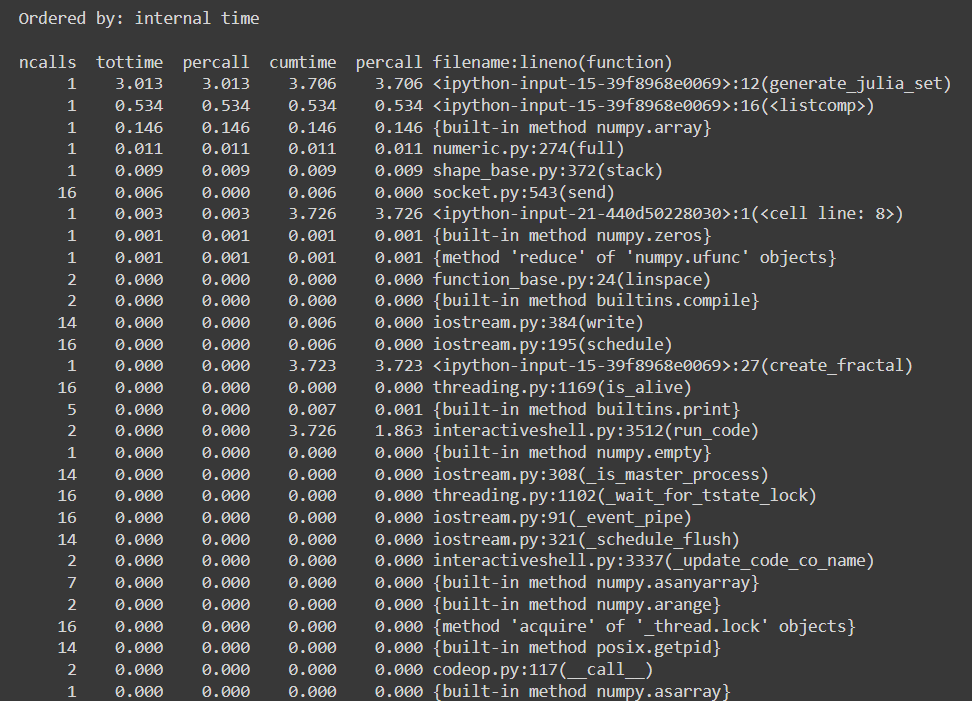 Ordered by: internal time
ncalls tottime percall cumtime percall filename:lineno(function)
1 3.013 3.013 3.706 3.706 <ipython-input-15-39f8968e0069>:12(generate_julia_set)
1 0.534 0.534 0.534 0.534 <ipython-input-15-39f8968e0069>:16(<listcomp>)
1 0.146 0.146 0.146 0.146 {built-in method numpy.array}
1 0.011 0.011 0.011 0.011 numeric.py:274(full)
1 0.009 0.009 0.009 0.009 shape_base.py:372(stack)
16 0.006 0.000 0.006 0.000 socket.py:543(send)
1 0.003 0.003 3.726 3.726 <ipython-input-21-440d50228030>:1(<cell line: 8>)
1 0.001 0.001 0.001 0.001 {built-in method numpy.zeros}
1 0.001 0.001 0.001 0.001 {method 'reduce' of 'numpy.ufunc' objects}
2 0.000 0.000 0.000 0.000 function_base.py:24(linspace)
2 0.000 0.000 0.000 0.000 {built-in method builtins.compile}
14 0.000 0.000 0.006 0.000 iostream.py:384(write)
16 0.000 0.000 0.006 0.000 iostream.py:195(schedule)
1 0.000 0.000 3.723 3.723 <ipython-input-15-39f8968e0069>:27(create_fractal)
16 0.000 0.000 0.000 0.000 threading.py:1169(is_alive)
5 0.000 0.000 0.007 0.001 {built-in method builtins.print}
2 0.000 0.000 3.726 1.863 interactiveshell.py:3512(run_code)
1 0.000 0.000 0.000 0.000 {built-in method numpy.empty}
14 0.000 0.000 0.000 0.000 iostream.py:308(_is_master_process)
16 0.000 0.000 0.000 0.000 threading.py:1102(_wait_for_tstate_lock)
16 0.000 0.000 0.000 0.000 iostream.py:91(_event_pipe)
14 0.000 0.000 0.000 0.000 iostream.py:321(_schedule_flush)
2 0.000 0.000 0.000 0.000 interactiveshell.py:3337(_update_code_co_name)
7 0.000 0.000 0.000 0.000 {built-in method numpy.asanyarray}
2 0.000 0.000 0.000 0.000 {built-in method numpy.arange}
16 0.000 0.000 0.000 0.000 {method 'acquire' of '_thread.lock' objects}
14 0.000 0.000 0.000 0.000 {built-in method posix.getpid}
2 0.000 0.000 0.000 0.000 codeop.py:117(__call__)
1 0.000 0.000 0.000 0.000 {built-in method numpy.asarray}